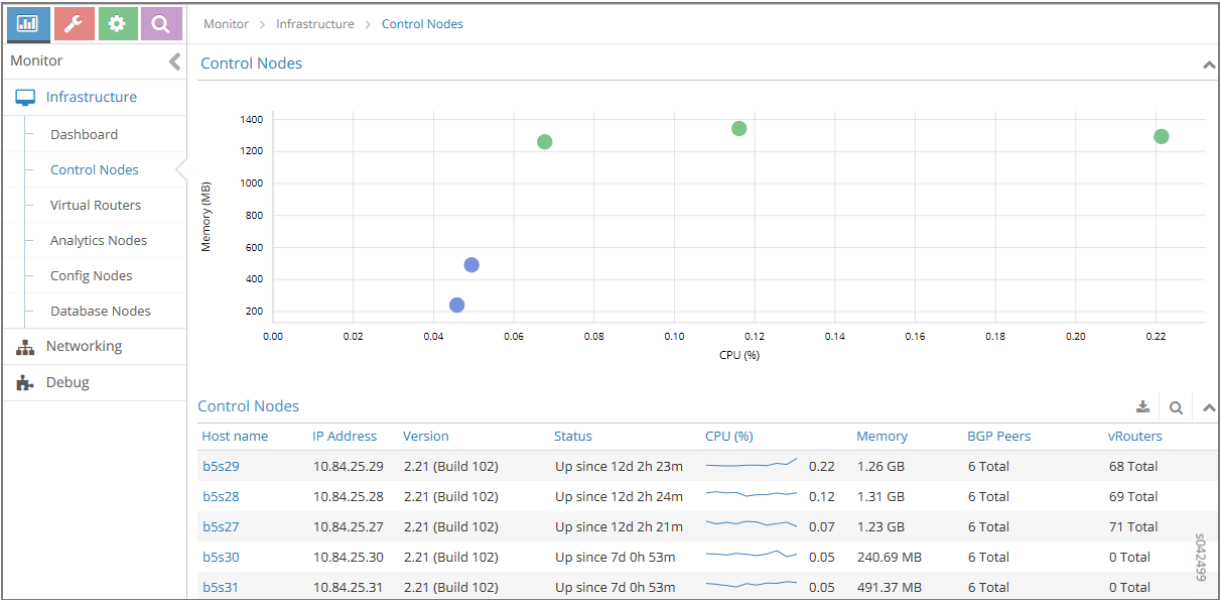 Monitor > Infrastructure > Control Nodes
Monitor
Infrastructure
Dashboard
Control Nodes
Virtual Routers
Analytics Nodes
Config Nodes
Database Nodes
Networking
Debug
Control Nodes
Memory (MB)
1400
1200
1000
800
600
400
200
0.00 0.02 0.04 0.06 0.08 0.10 0.12 0.14 0.16 0.18 0.20 0.22
CPU (%)
Control Nodes
Host name IP Address Version Status CPU (%) Memory BGP Peers vRouters
b5s29 10.84.25.29 2.21 (Build 102) Up since 12d 2h 23m 0.22 1.26 GB 6 Total 68 Total
b5s28 10.84.25.28 2.21 (Build 102) Up since 12d 2h 24m 0.12 1.31 GB 6 Total 69 Total
b5s27 10.84.25.27 2.21 (Build 102) Up since 12d 2h 21m 0.07 1.23 GB 6 Total 71 Total
b5s30 10.84.25.30 2.21 (Build 102) Up since 7d 0h 53m 0.05 240.69 MB 6 Total 0 Total
b5s31 10.84.25.31 2.21 (Build 102) Up since 7d 0h 53m 0.05 491.37 MB 6 Total 0 Total
s042499